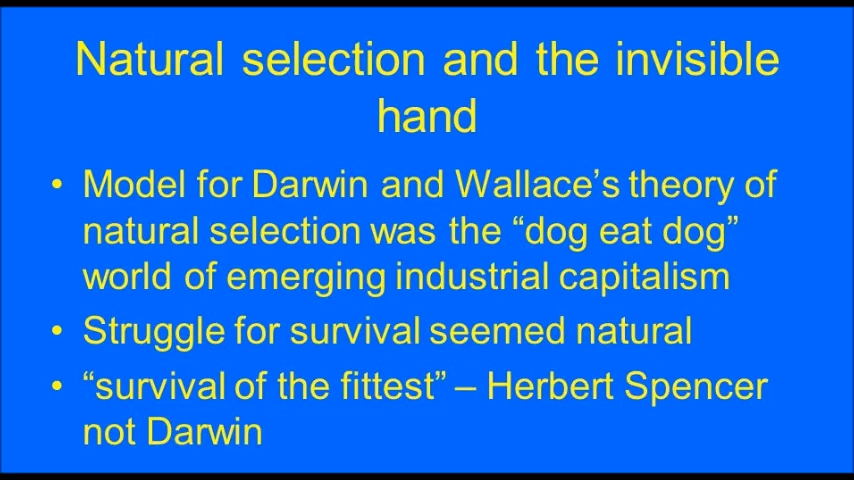 Natural selection and the invisible
hand
• Model for Darwin and Wallace’s theory of
natural selection was the “dog eat dog”
world of emerging industrial capitalism
• Struggle for survival seemed natural
• “survival of the fittest” – Herbert Spencer
not Darwin